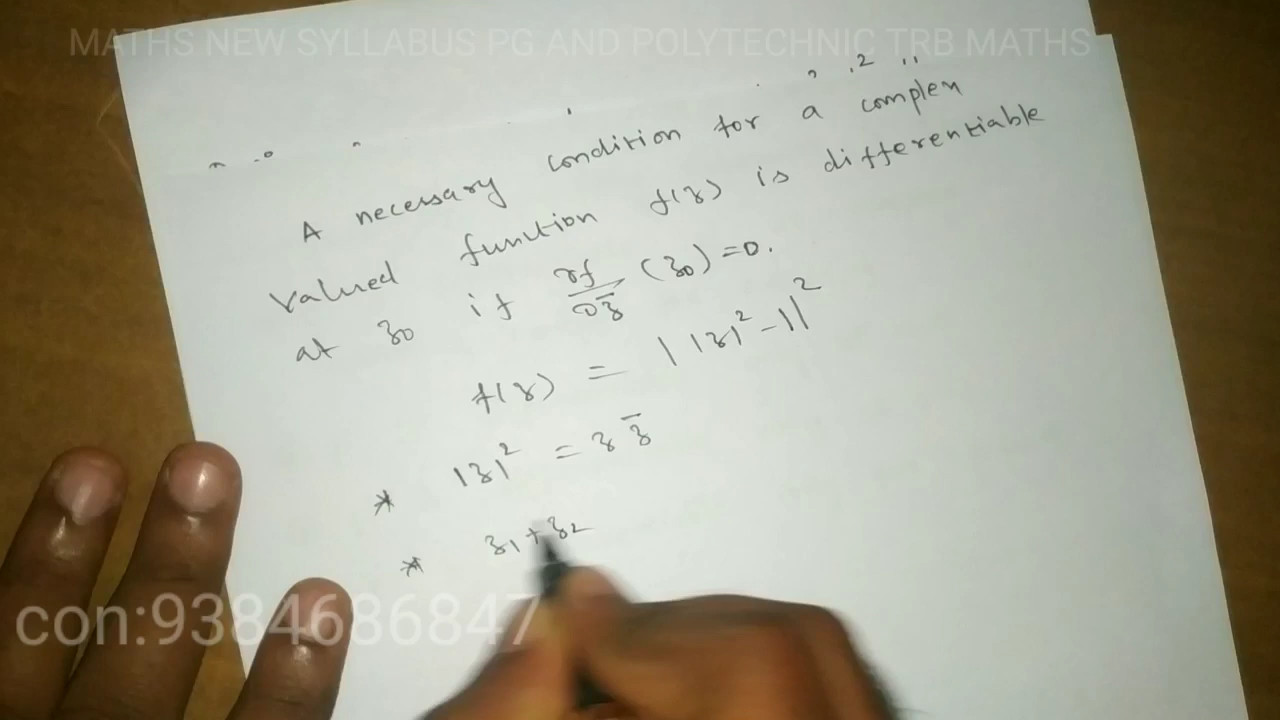 MATHS NEW SYLLABUS PG AND POLYTECHNIC TRB MATHS
A necessary condition for a complex
valued function f(z) is differentiable
at z₀ if ∂f/∂z̄ (z₀) = 0.
f(z) = ||z|² - 1|²
* |z|² = z z̄
* z₁ + z₂
con:9384686847